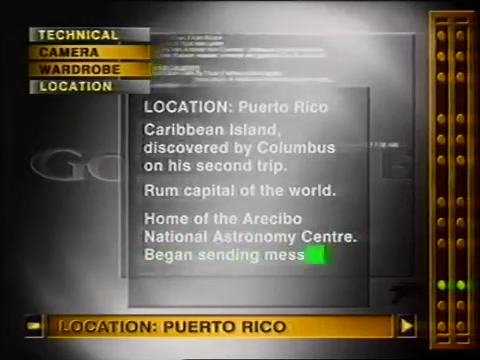 TECHNICAL
CAMERA
WARDROBE
LOCATION
LOCATION: Puerto Rico
Caribbean Island,
discovered by Columbus
on his second trip.
Rum capital of the world.
Home of the Arecibo
National Astronomy Centre.
Began sending mess
LOCATION: PUERTO RICO